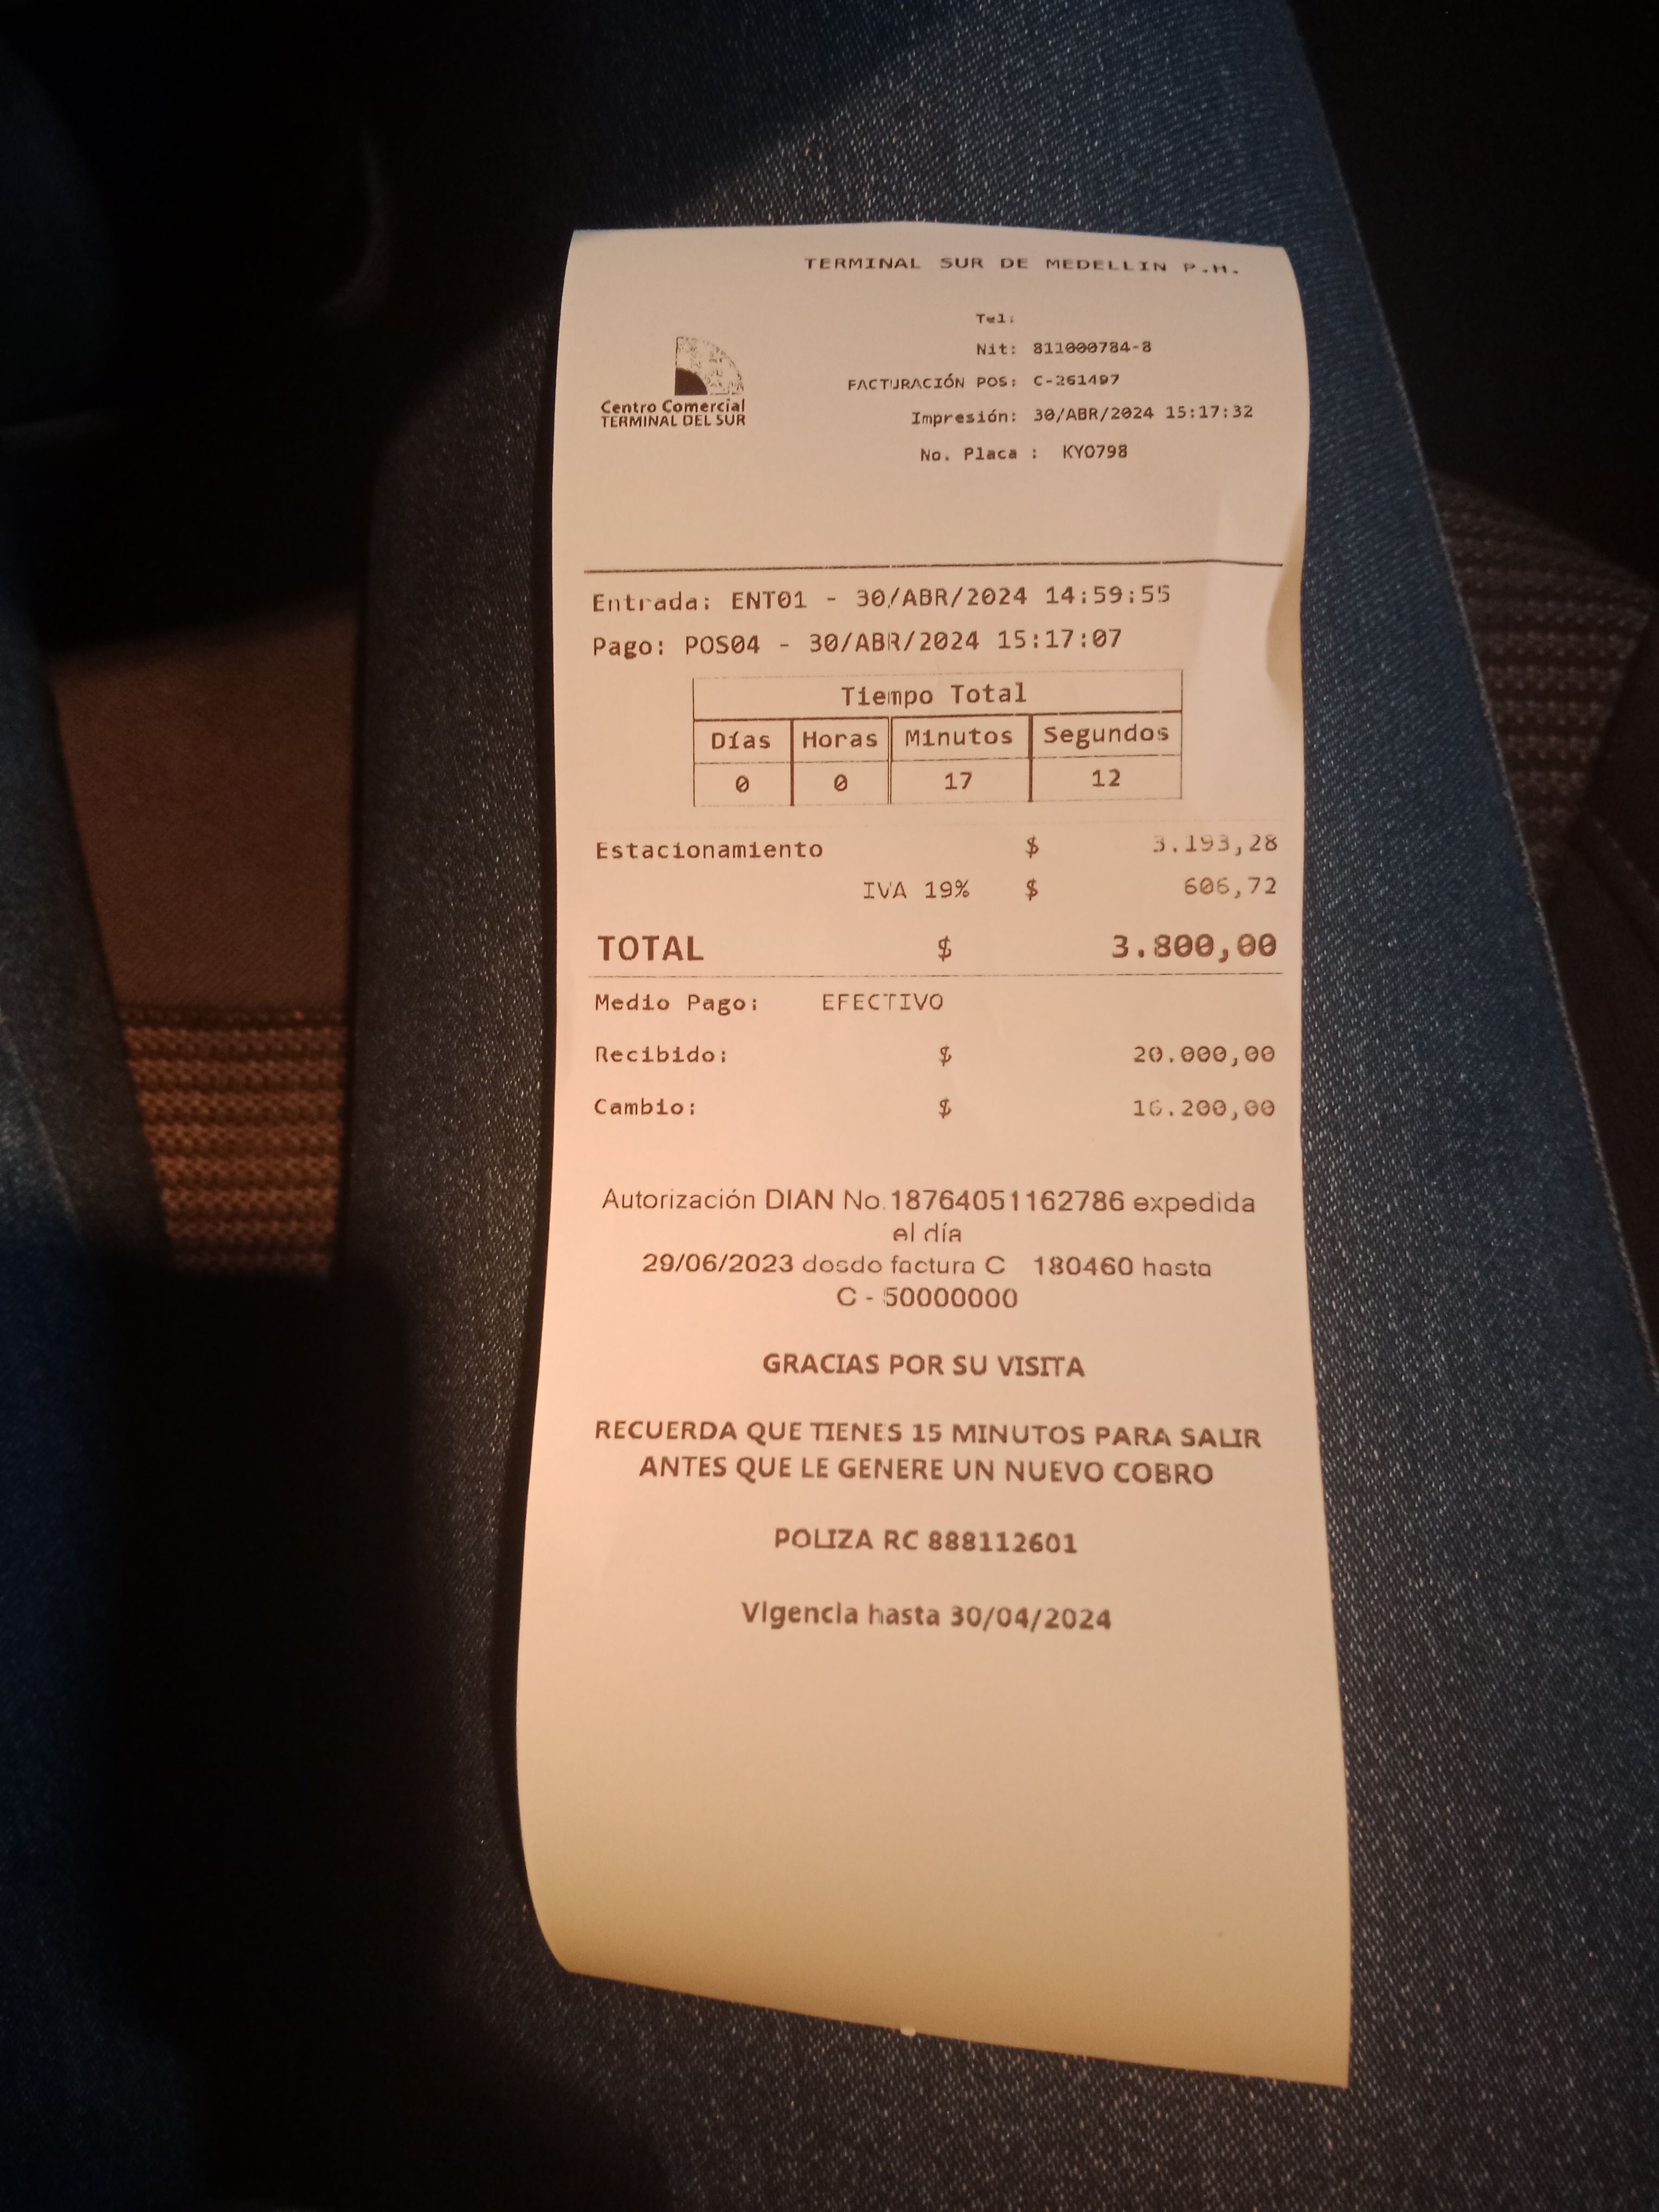 TERMINAL SUR DE MEDELLIN P.H.
Tel:
Nit: 811000784-8
FACTURACIÓN POS: C-261497
Impresión: 30/ABR/2024 15:17:32
No. Placa : KYO798
Centro Comercial
TERMINAL DEL SUR
Entrada: ENT01 - 30/ABR/2024 14:59:55
Pago: POS04 - 30/ABR/2024 15:17:07
Tiempo Total
Días Horas Minutos Segundos
0 0 17 12
Estacionamiento $ 3.193,28
IVA 19% $ 606,72
TOTAL $ 3.800,00
Medio Pago: EFECTIVO
Recibido: $ 20.000,00
Cambio: $ 16.200,00
Autorización DIAN No.18764051162786 expedida
el día
29/06/2023 desde factura C 180460 hasta
C - 50000000
GRACIAS POR SU VISITA
RECUERDA QUE TIENES 15 MINUTOS PARA SALIR
ANTES QUE LE GENERE UN NUEVO COBRO
POLIZA RC 888112601
Vigencia hasta 30/04/2024